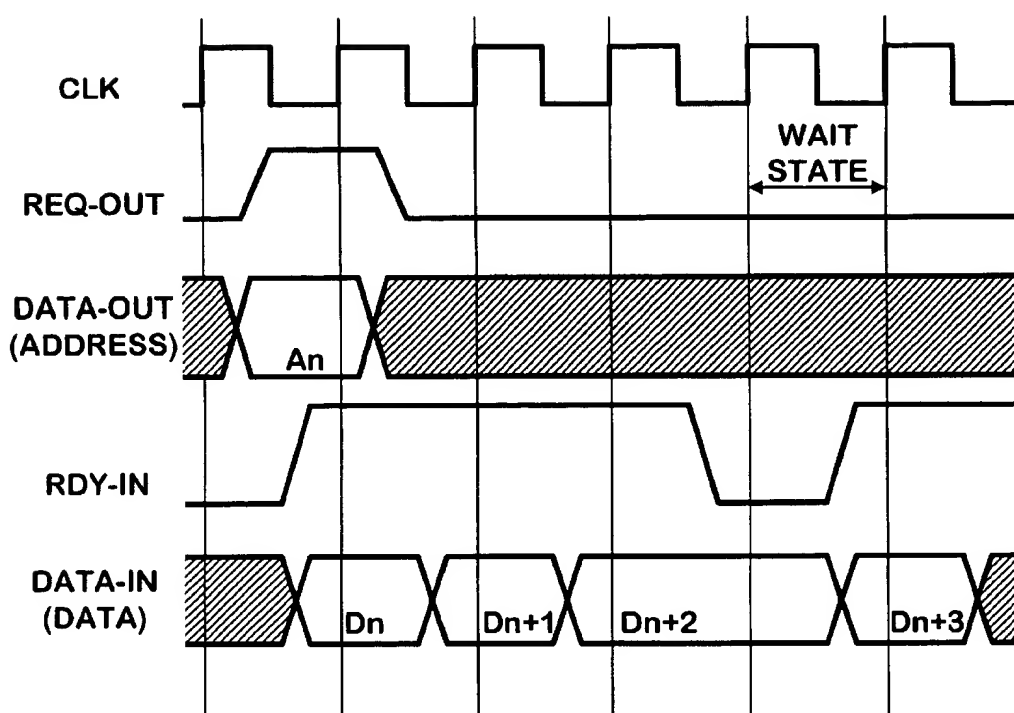 CLK
WAIT
STATE
REQ-OUT
DATA-OUT
(ADDRESS)
An
RDY-IN
DATA-IN
(DATA)
Dn
Dn+1
Dn+2
Dn+3